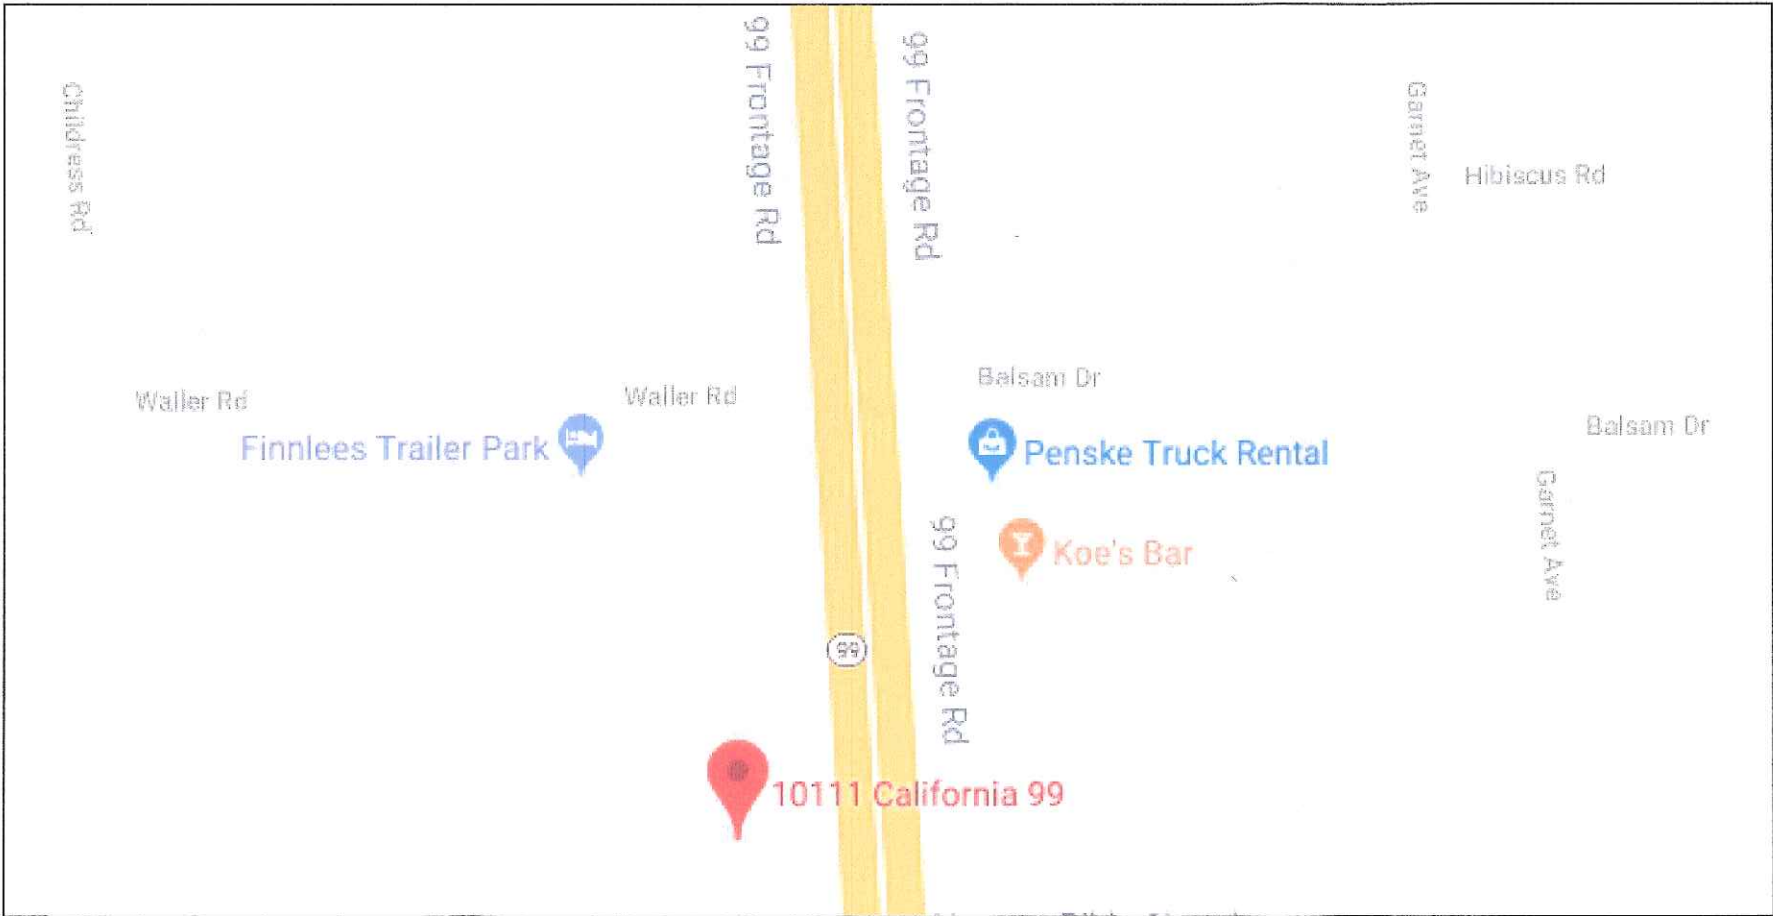 99 Frontage Rd
99 Frontage Rd
Childress Rd
Garnet Ave
Hibiscus Rd
Balsam Dr
Waller Rd
Waller Rd
Balsam Dr
Finnlees Trailer Park
Penske Truck Rental
Garnet Ave
99 Frontage Rd
Koe's Bar
99
10111 California 99